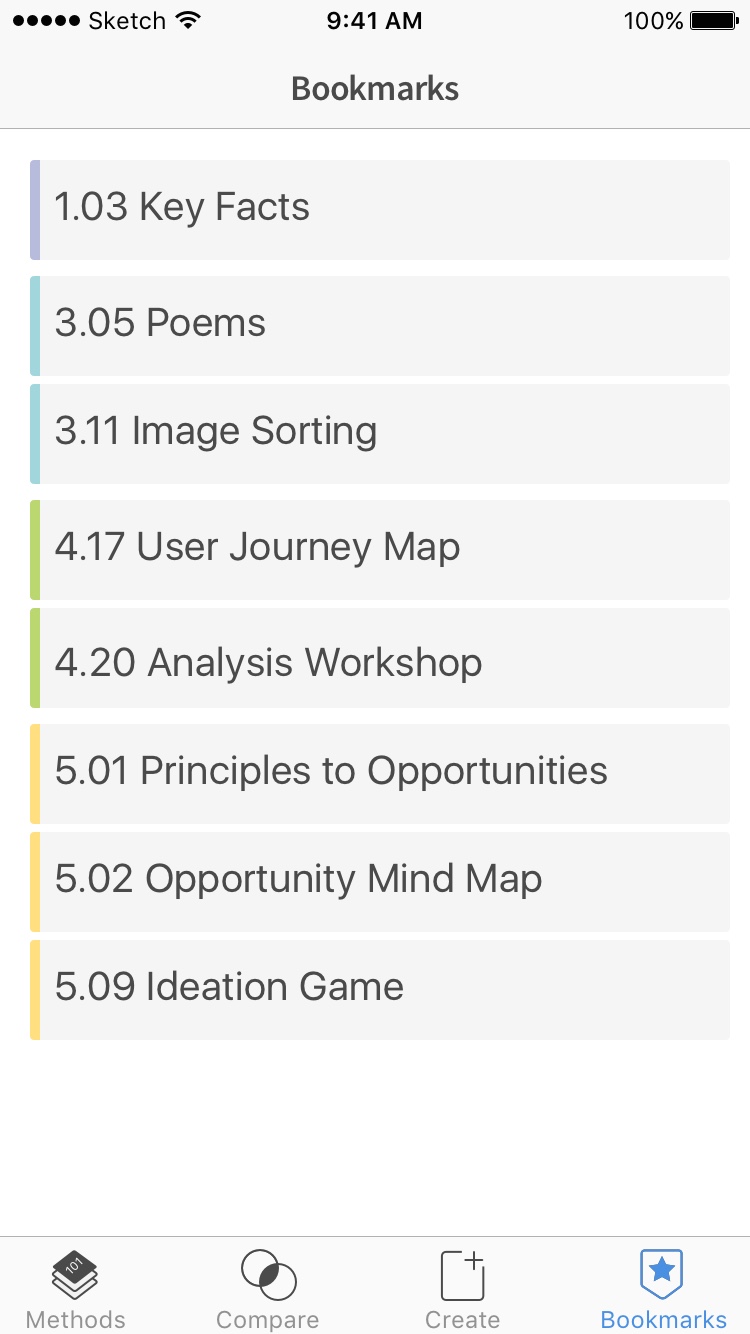 Sketch 9:41 AM 100%
Bookmarks
1.03 Key Facts
3.05 Poems
3.11 Image Sorting
4.17 User Journey Map
4.20 Analysis Workshop
5.01 Principles to Opportunities
5.02 Opportunity Mind Map
5.09 Ideation Game
101
Methods Compare Create Bookmarks